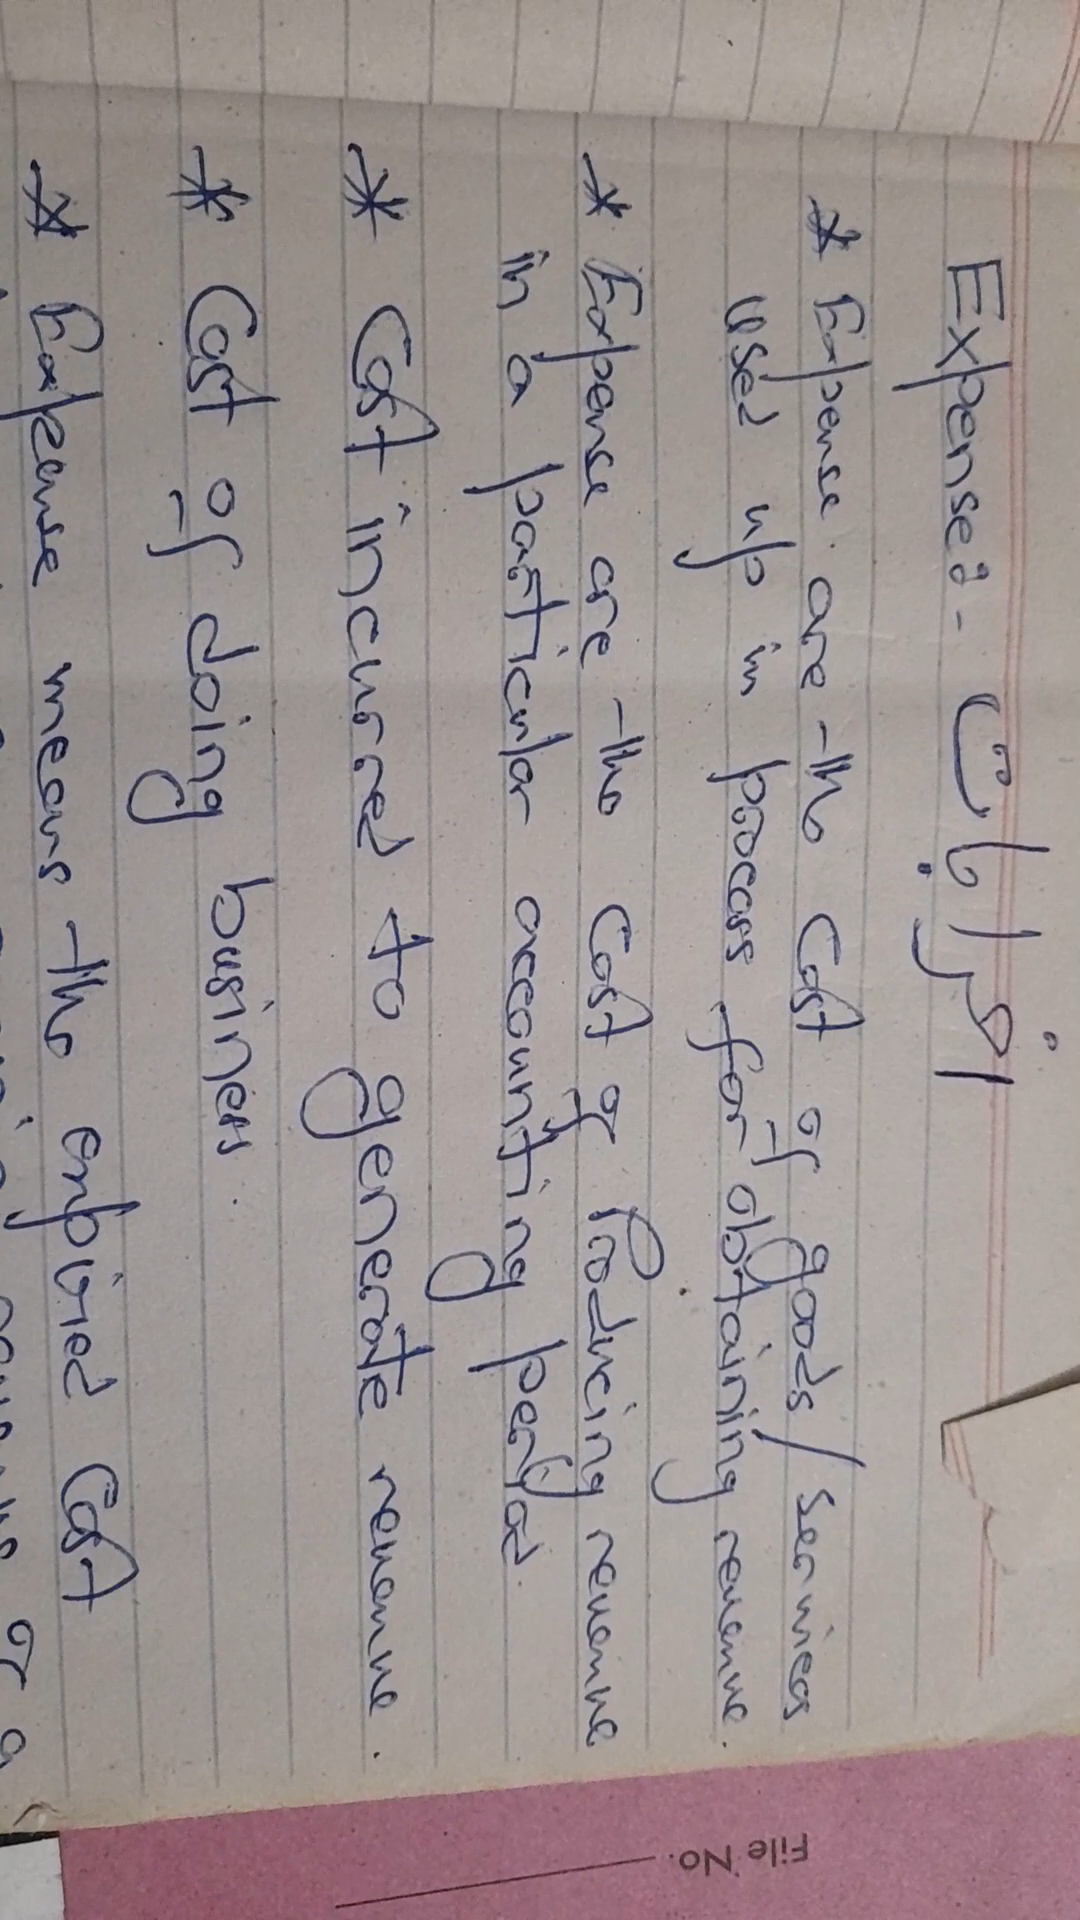 Expense:- اخراجات
* Expense are the Cost of goods/services
used up in process for obtaining revenue.
* Expense are the Cost of Producing revenue
in a particular accounting period.
* Cost incurred to generate revenue.
* Cost of doing business.
* Expense means the expired Cost
File No.